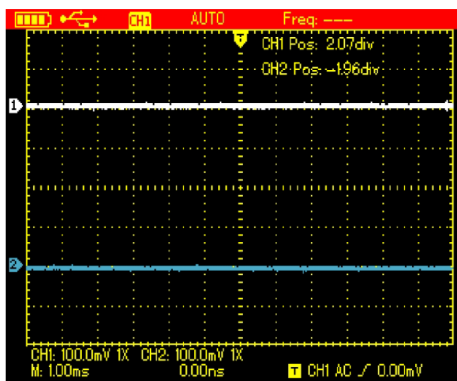 CH1 AUTO Freq: ---
T
CH1 Pos: 2.07div
CH2 Pos: -1.96div
1
2
CH1: 100.0mV 1X CH2: 100.0mV 1X
M: 1.00ms 0.00ns T CH1 AC 0.00mV